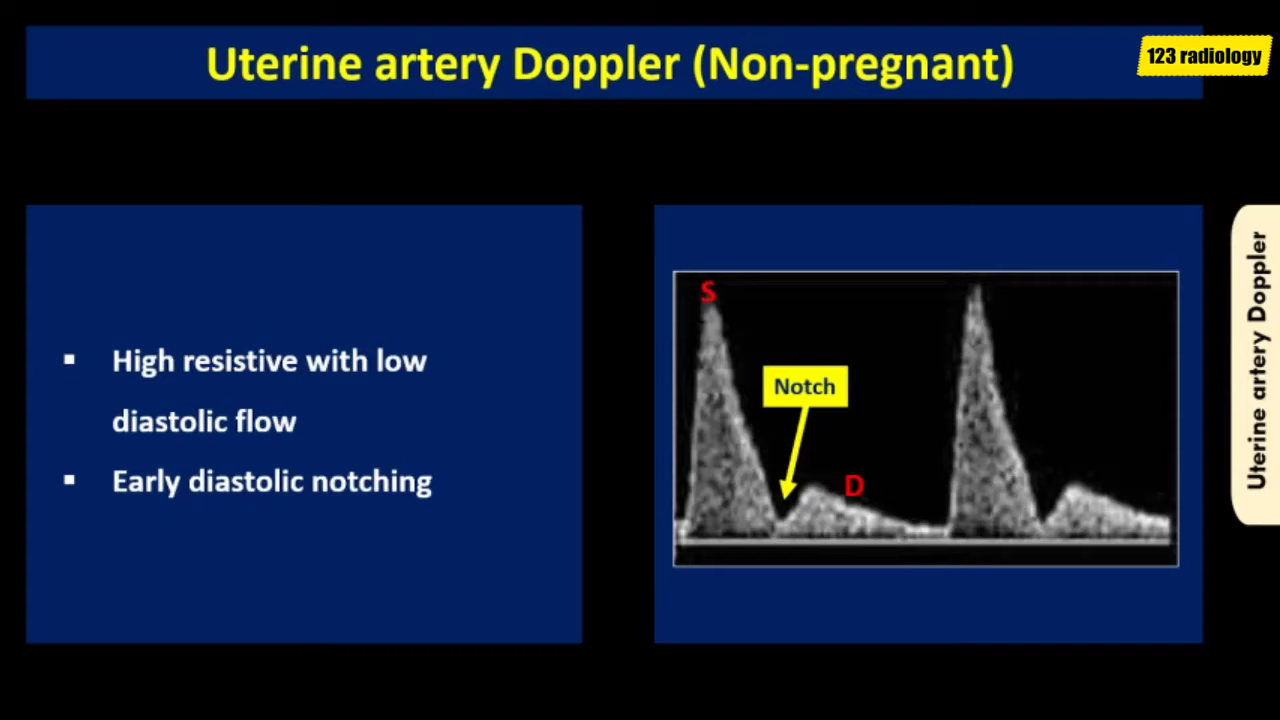 Uterine artery Doppler (Non-pregnant)
123 radiology
▪ High resistive with low
diastolic flow
▪ Early diastolic notching
S
Notch
D
Uterine artery Doppler